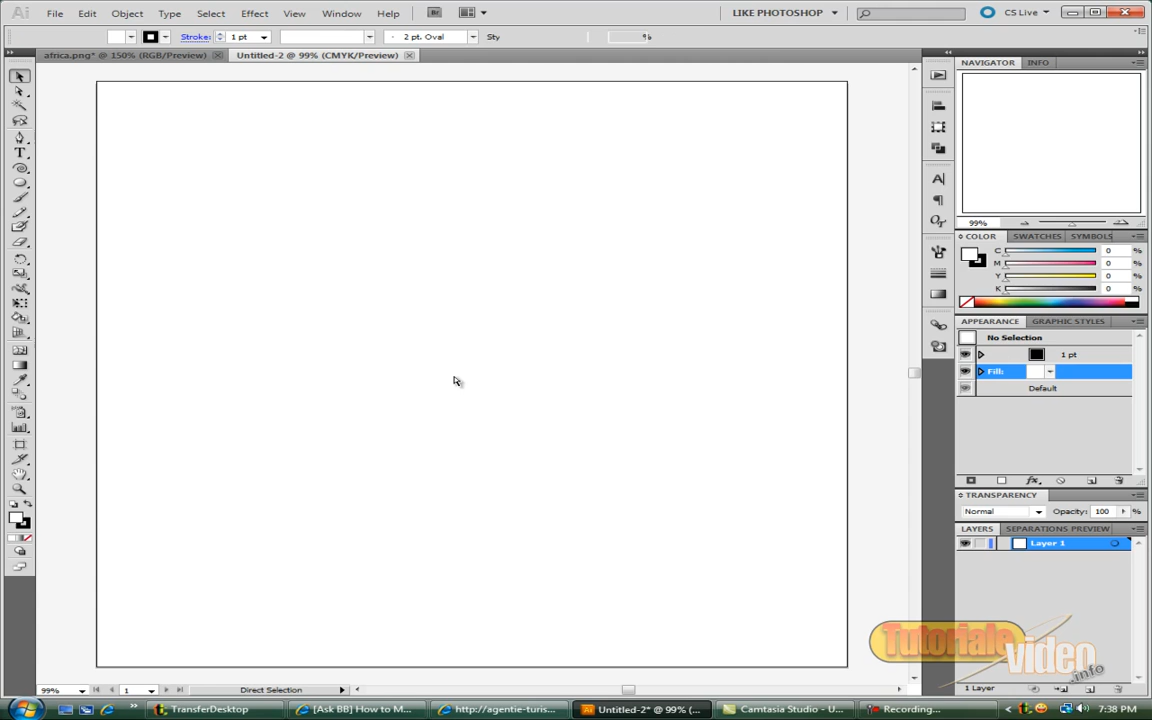 Ai File Edit Object Type Select Effect View Window Help Br LIKE PHOTOSHOP CS Live
Stroke: 1 pt 2 pt. Oval Sty %
africa.png* @ 150% (RGB/Preview) Untitled-2 @ 99% (CMYK/Preview)
NAVIGATOR INFO
99%
COLOR SWATCHES SYMBOLS
C 0 %
M 0 %
Y 0 %
K 0 %
APPEARANCE GRAPHIC STYLES
No Selection
1 pt
Fill:
Default
fx
TRANSPARENCY
Normal Opacity: 100 %
LAYERS SEPARATIONS PREVIEW
Layer 1
Tutoriale
video
.info
1 Layer
99% 1 Direct Selection
TransferDesktop [Ask BB] How to M... http://agentie-turis... Untitled-2* @ 99% (... Camtasia Studio - U... Recording... 7:38 PM